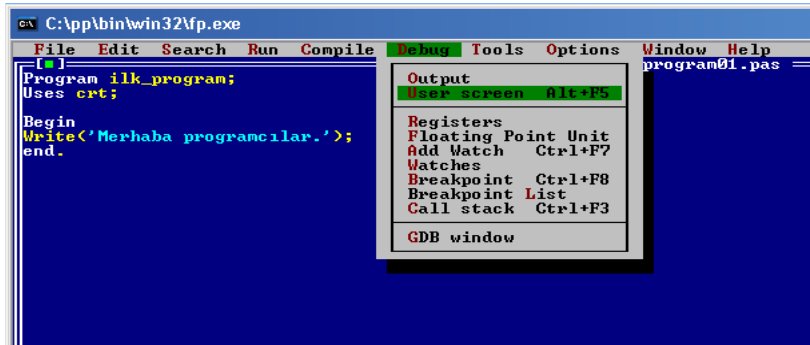 C:\pp\bin\win32\fp.exe
File Edit Search Run Compile Debug Tools Options Window Help
program01.pas
Program ilk_program;
Uses crt;
Begin
Write('Merhaba programcılar.');
end.
Output
User screen Alt+F5
Registers
Floating Point Unit
Add Watch Ctrl+F7
Watches
Breakpoint Ctrl+F8
Breakpoint List
Call stack Ctrl+F3
GDB window